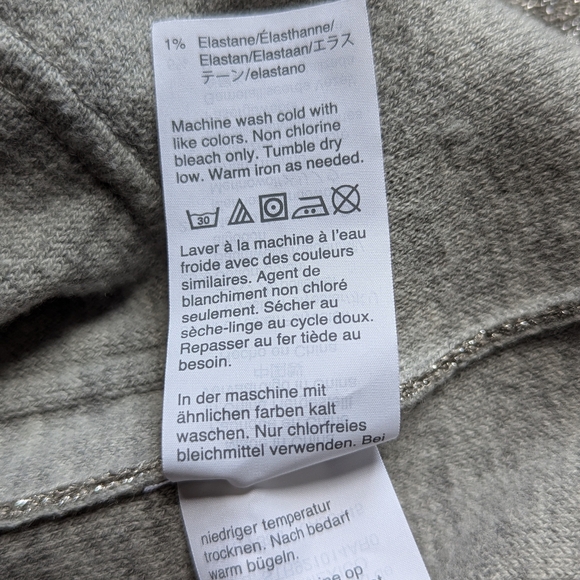 1% Elastane/Élasthanne/
Elastan/Elastaan/エラス
テーン/elastano
Machine wash cold with
like colors. Non chlorine
bleach only. Tumble dry
low. Warm iron as needed.
30
Laver à la machine à l'eau
froide avec des couleurs
similaires. Agent de
blanchiment non chloré
seulement. Sécher au
sèche-linge au cycle doux.
Repasser au fer tiède au
besoin.
In der maschine mit
ähnlichen farben kalt
waschen. Nur chlorfreies
bleichmittel verwenden. Bei
niedriger temperatur
trocknen. Nach bedarf
warm bügeln.
op